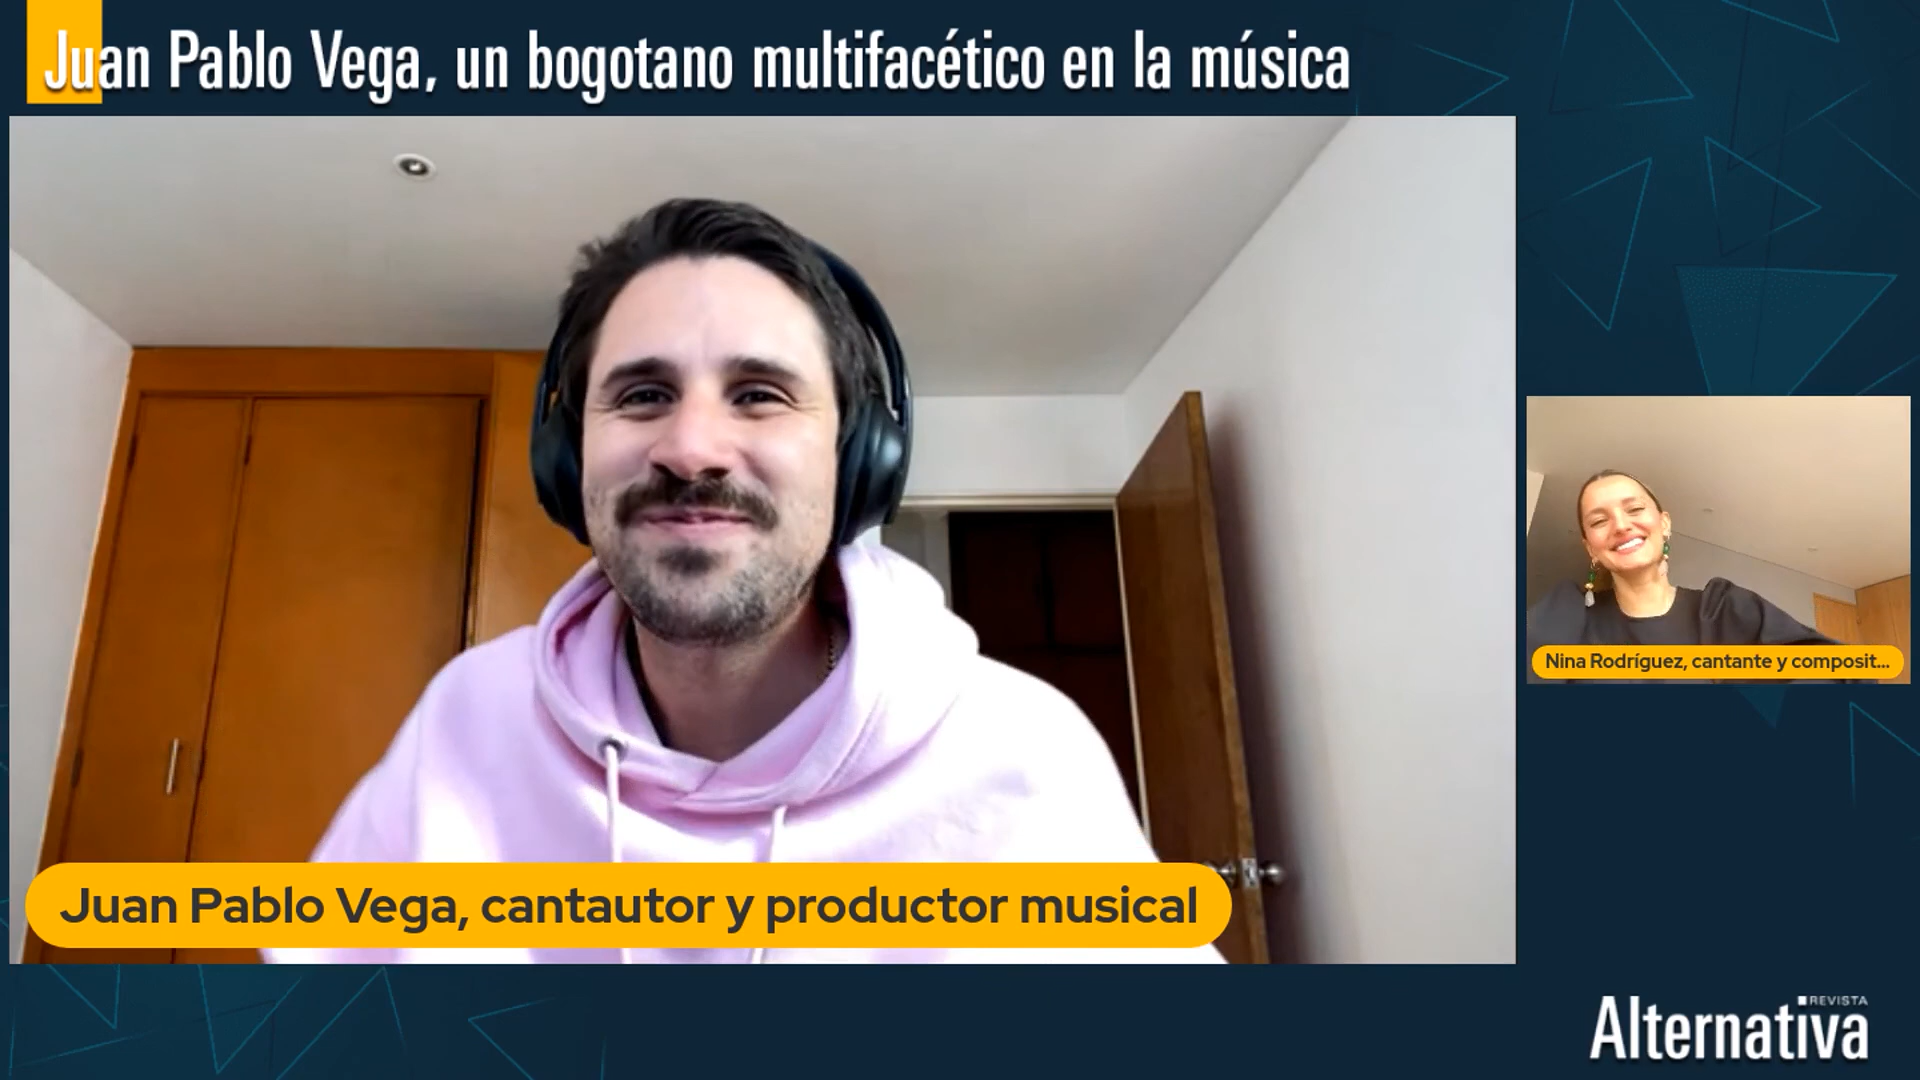 Juan Pablo Vega, un bogotano multifacético en la música
Nina Rodríguez, cantante y composit...
Juan Pablo Vega, cantautor y productor musical
REVISTA
Alternativa